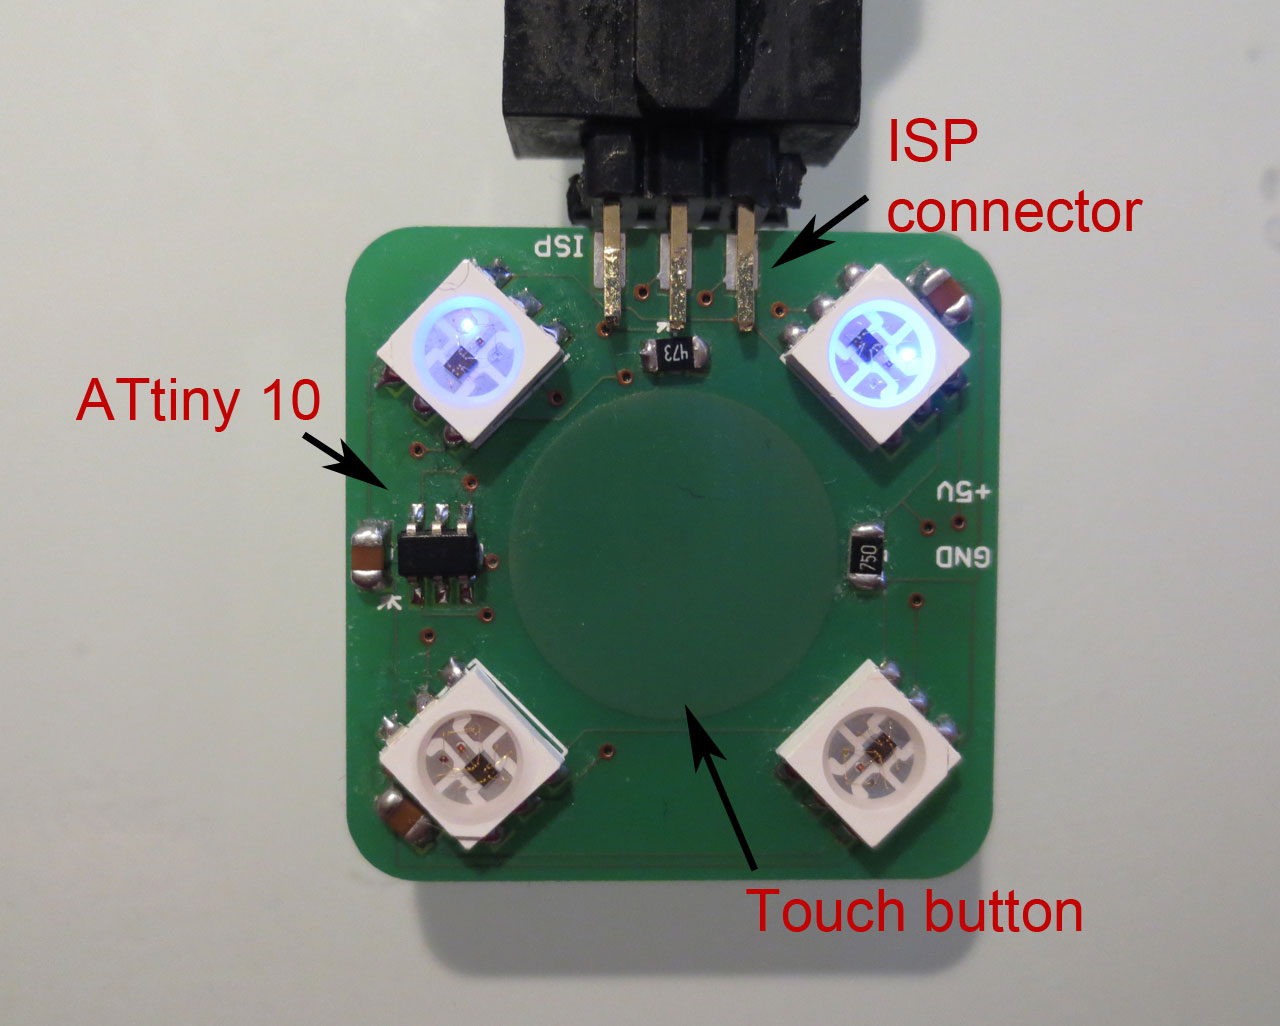 ISP
connector
ISP
473
ATtiny 10
+5V
750
GND
Touch button